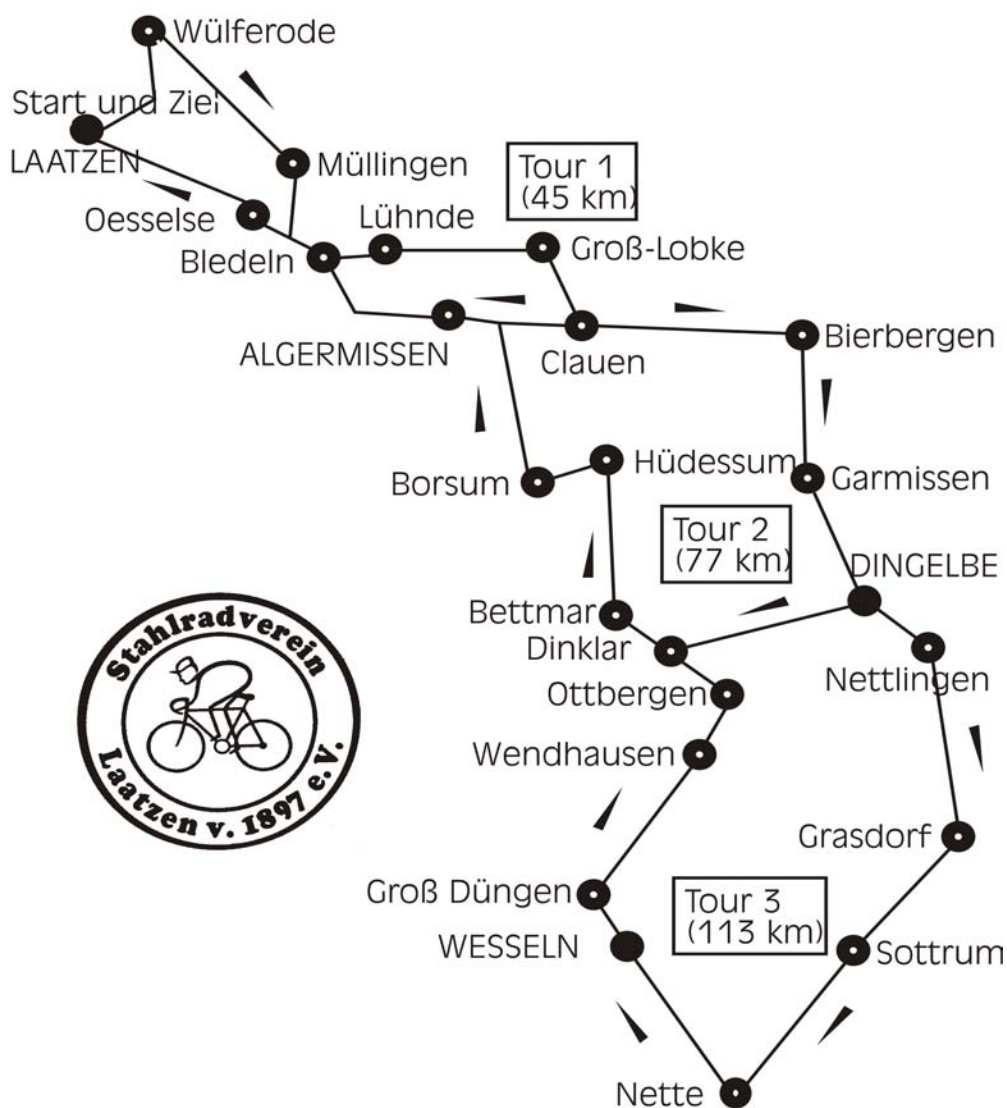 Wülferode
Start und Ziel
LAATZEN
Müllingen
Tour 1
(45 km)
Oesselse
Lühnde
Bledeln
Groß-Lobke
ALGERMISSEN
Clauen
Bierbergen
Borsum
Hüdessum
Garmissen
Tour 2
(77 km)
DINGELBE
Bettmar
Dinklar
Nettlingen
Ottbergen
Wendhausen
Stahlradverein
Laatzen v. 1897 e.V.
Grasdorf
Groß Düngen
Tour 3
(113 km)
WESSELN
Sottrum
Nette